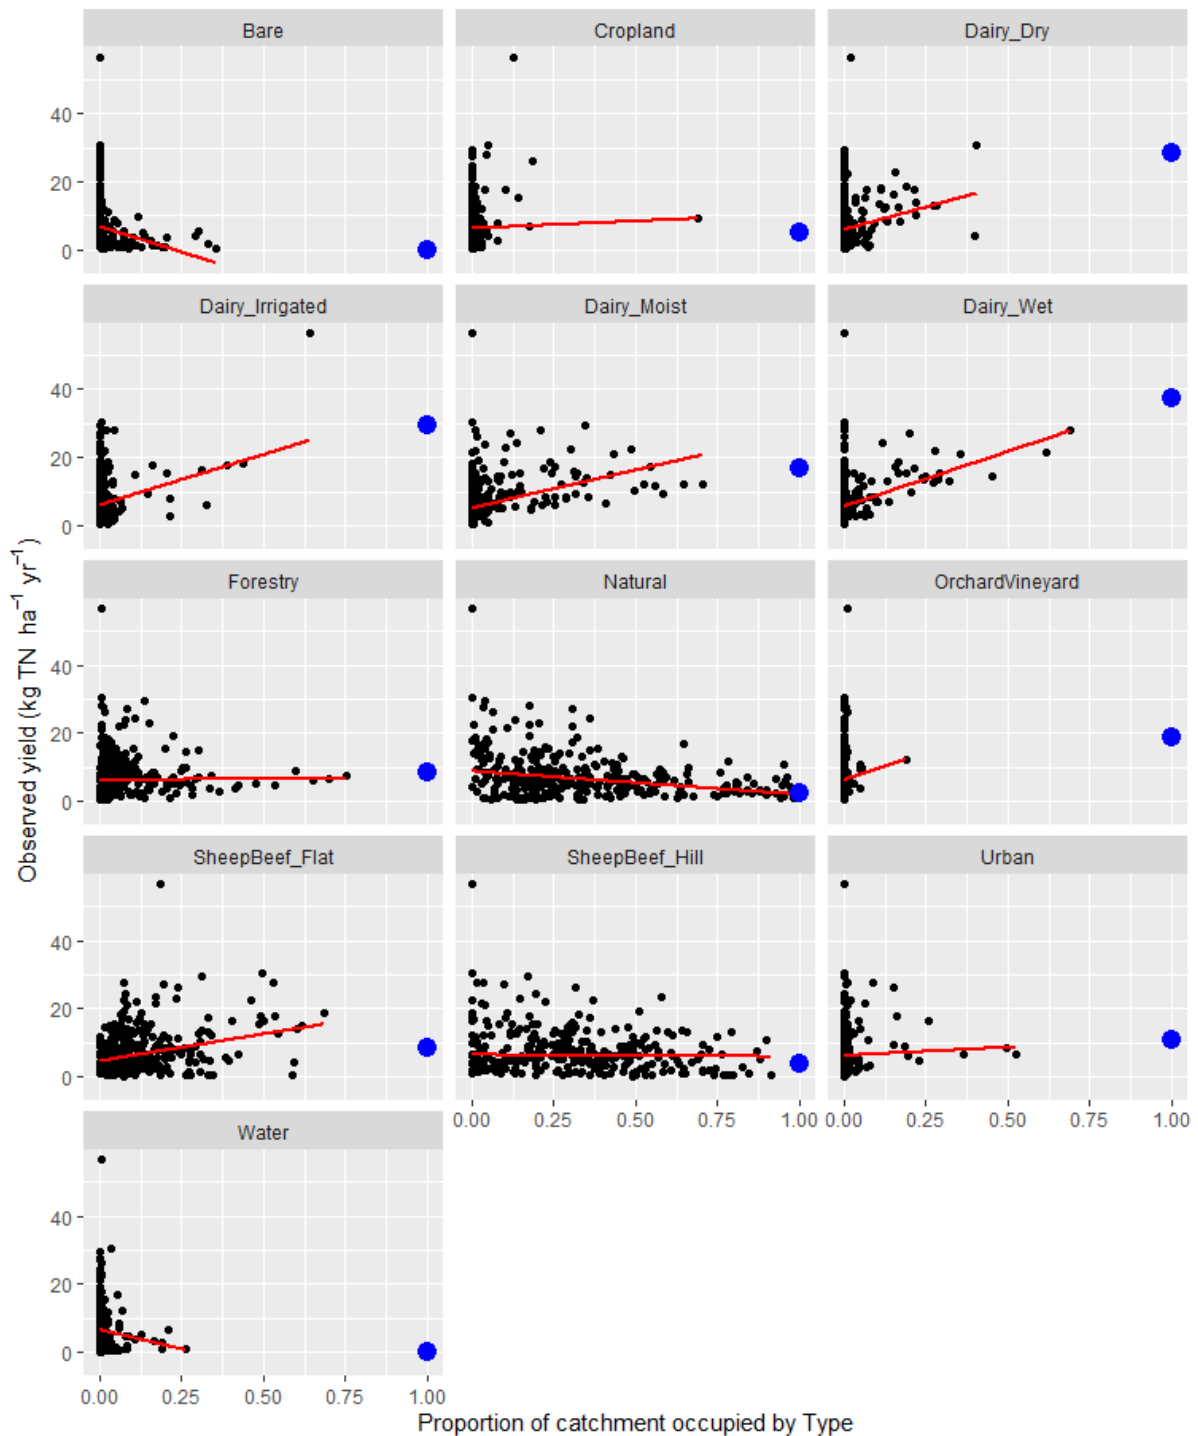 Bare Cropland Dairy_Dry
40
20
0
Dairy_Irrigated Dairy_Moist Dairy_Wet
40
20
0
Forestry Natural OrchardVineyard
40
20
0
SheepBeef_Flat SheepBeef_Hill Urban
40
20
0
0.00 0.25 0.50 0.75 1.00 0.00 0.25 0.50 0.75 1.00
Water
40
20
0
0.00 0.25 0.50 0.75 1.00
Proportion of catchment occupied by Type
Observed yield (kg TN ha⁻¹ yr⁻¹)